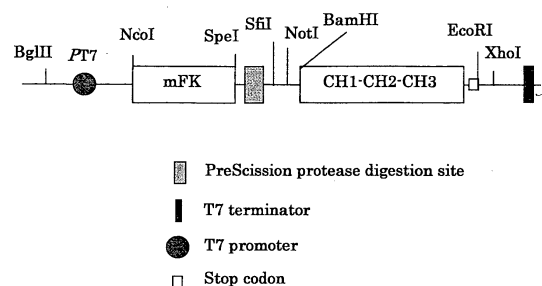 BglII
PT7
NcoI
SpeI
SfiI
NotI
BamHI
EcoRI
XhoI
mFK
CH1-CH2-CH3
PreScission protease digestion site
T7 terminator
T7 promoter
Stop codon